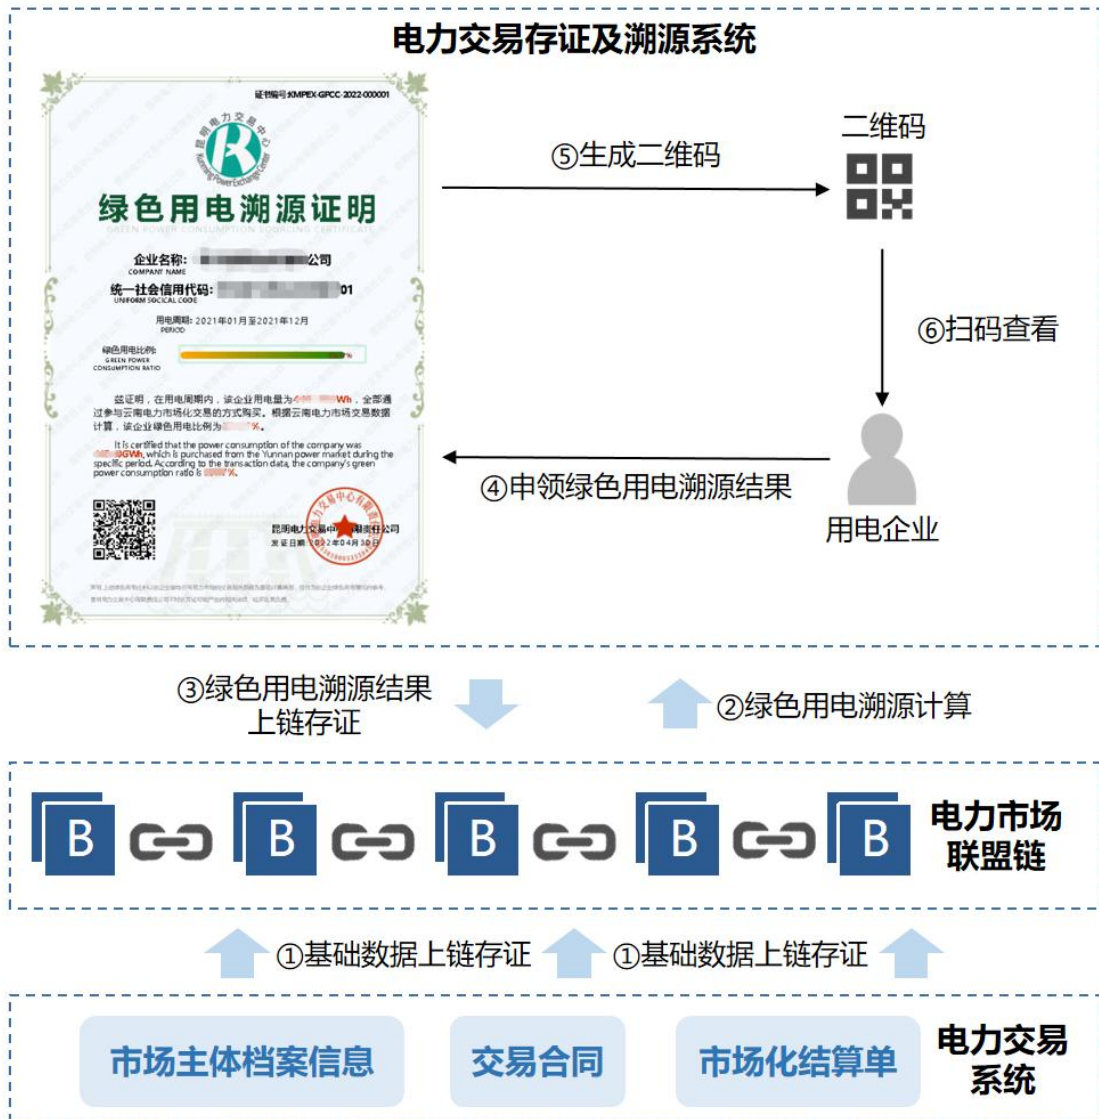 电力交易存证及溯源系统
证书编号:KMPEX-GPCC-2022-000001
昆明电力交易中心
Kunming Power Exchange Center
绿色用电溯源证明
GREEN POWER CONSUMPTION SOURCING CERTIFICATE
企业名称: 公司
COMPANY NAME
统一社会信用代码: 01
UNIFORM SOCICAL CODE
用电周期: 2021年01月至2021年12月
PERIOD
绿色用电比例:
GREEN POWER
CONSUMPTION RATIO
%
兹证明，在用电周期内，该企业用电量为 Wh，全部通
过参与云南电力市场化交易的方式购买。根据云南电力市场交易数据
计算，该企业绿色用电比例为 %。
It is certified that the power consumption of the company was
GWh, which is purchased from the Yunnan power market during the
specific period. According to the transaction data, the company's green
power consumption ratio is %.
昆明电力交易中心有限责任公司
发证日期 2022年04月30日
⑤生成二维码
二维码
⑥扫码查看
④申领绿色用电溯源结果
用电企业
③绿色用电溯源结果
上链存证
②绿色用电溯源计算
B B B B B
电力市场
联盟链
①基础数据上链存证 ①基础数据上链存证
市场主体档案信息 交易合同 市场化结算单
电力交易
系统